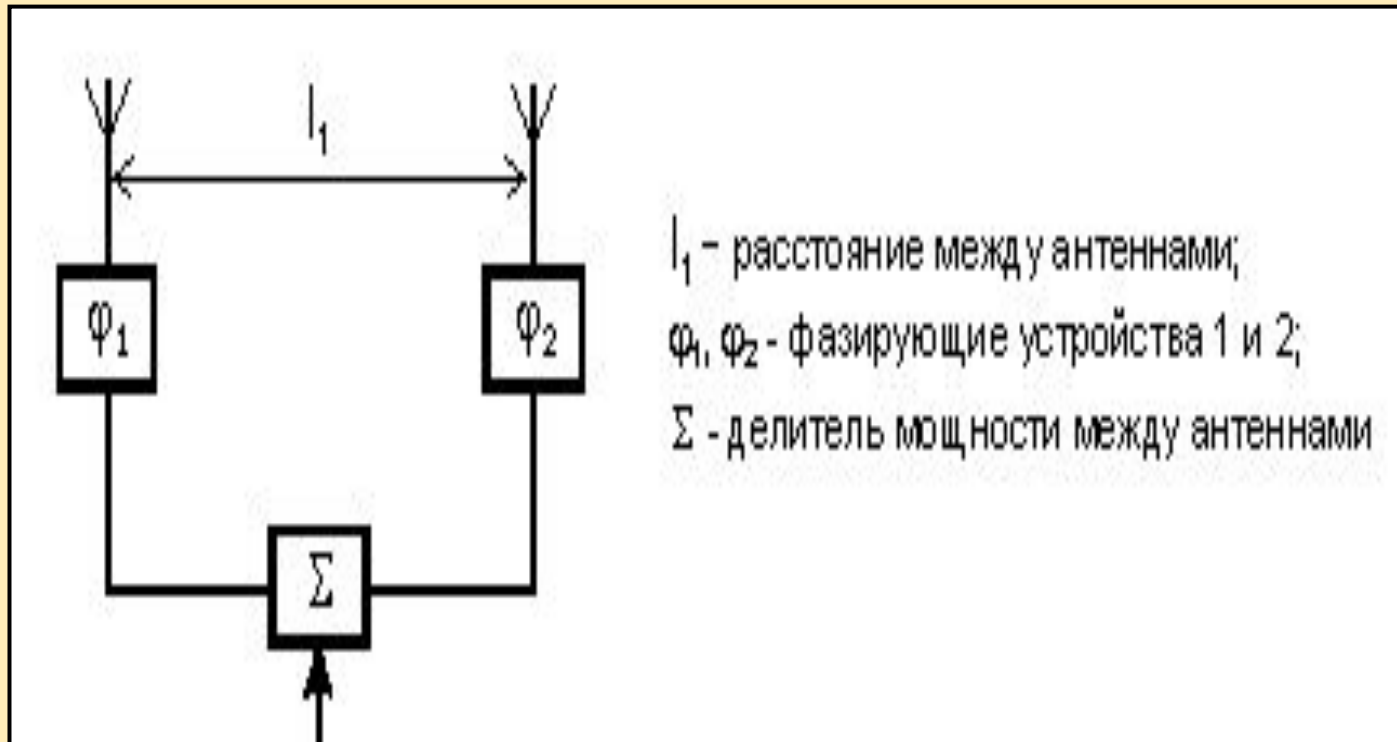 l₁
φ₁
φ₂
Σ
l₁ – расстояние между антеннами;
φ₁, φ₂ - фазирующие устройства 1 и 2;
Σ - делитель мощности между антеннами